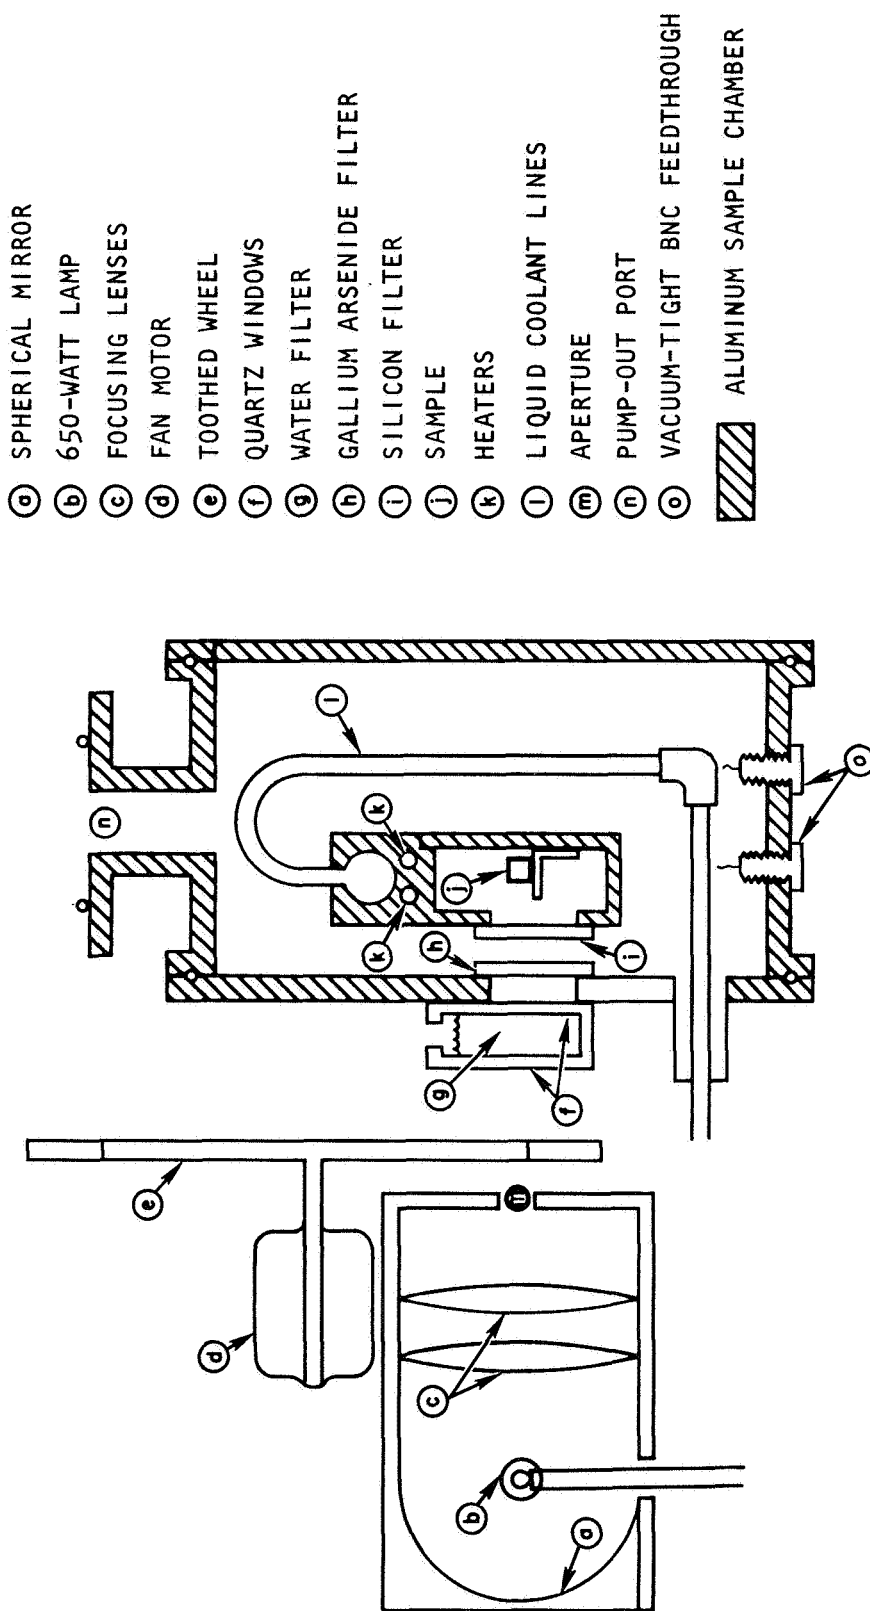 ⓐ SPHERICAL MIRROR
ⓑ 650-WATT LAMP
ⓒ FOCUSING LENSES
ⓓ FAN MOTOR
ⓔ TOOTHED WHEEL
ⓕ QUARTZ WINDOWS
ⓖ WATER FILTER
ⓗ GALLIUM ARSENIDE FILTER
ⓘ SILICON FILTER
ⓙ SAMPLE
ⓚ HEATERS
ⓛ LIQUID COOLANT LINES
ⓜ APERTURE
ⓝ PUMP-OUT PORT
ⓞ VACUUM-TIGHT BNC FEEDTHROUGH
ALUMINUM SAMPLE CHAMBER
ⓝ
ⓛ
ⓚ
ⓚ
ⓙ
ⓗ
ⓘ
ⓞ
ⓖ
ⓕ
ⓔ
ⓓ
ⓒ
ⓑ
ⓐ